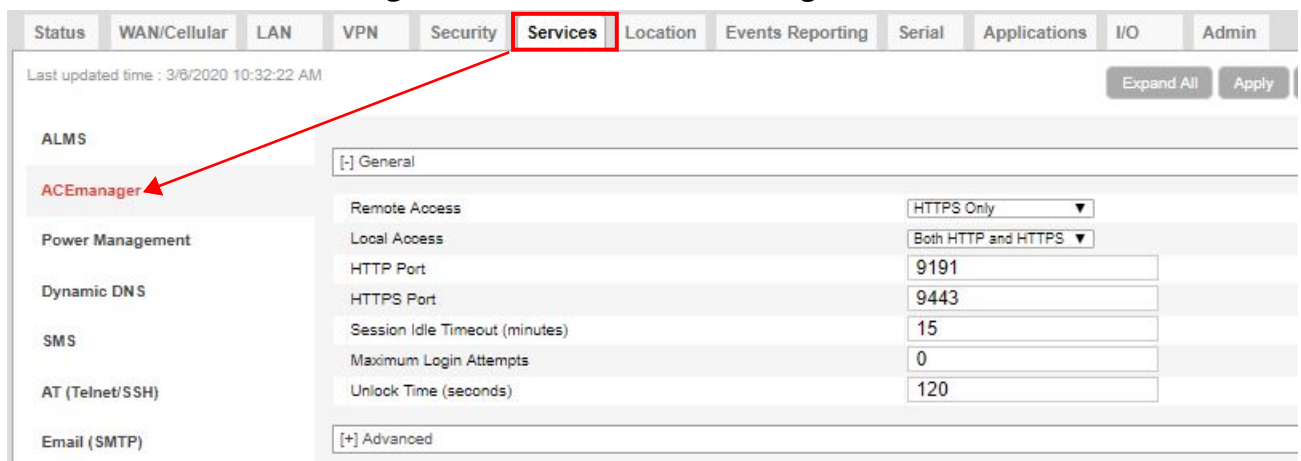 Status WAN/Cellular LAN VPN Security Services Location Events Reporting Serial Applications I/O Admin
Last updated time : 3/6/2020 10:32:22 AM
Expand All Apply
ALMS
[-] General
ACEmanager
Remote Access HTTPS Only ▼
Power Management
Local Access Both HTTP and HTTPS ▼
HTTP Port 9191
Dynamic DNS
HTTPS Port 9443
Session Idle Timeout (minutes) 15
SMS
Maximum Login Attempts 0
AT (Telnet/SSH)
Unlock Time (seconds) 120
Email (SMTP)
[+] Advanced